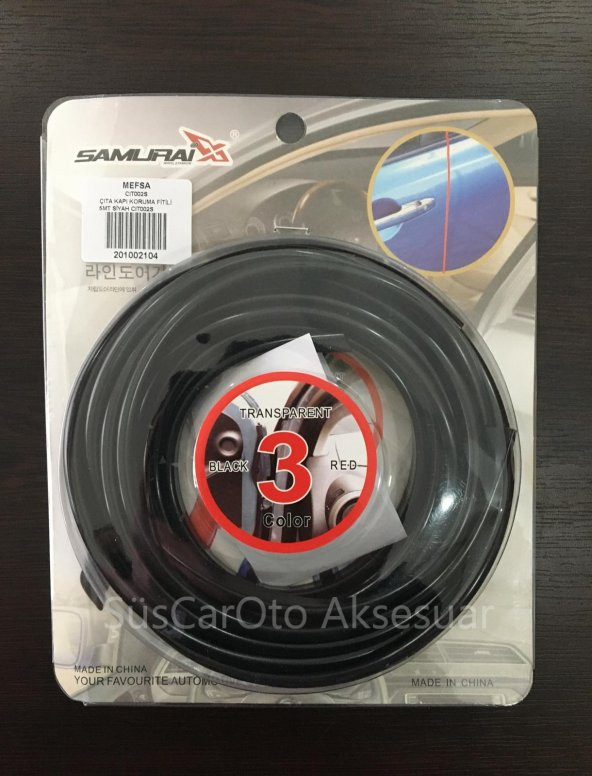 SAMURAI X ®
MEFSA
CIT002S
ÇITA KAPI KORUMA FİTİLİ
5MT SİYAH CIT002S
201002104
라인도어가
TRANSPARENT
BLACK
3
RED
Color
SüsCarOto Aksesuar
MADE IN CHINA
YOUR FAVOURITE AUTOMO
MADE IN CHINA